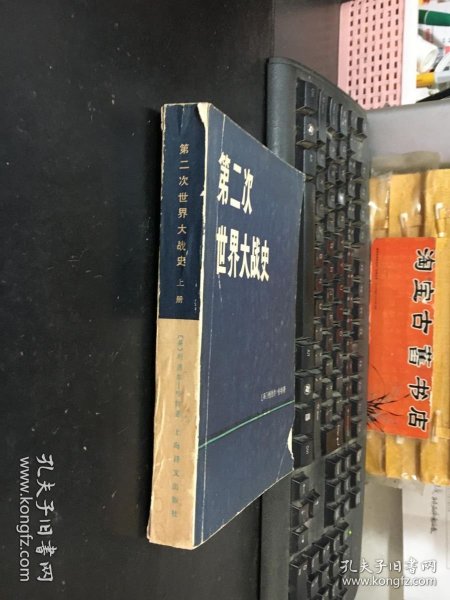 第二次世界大战史 上册
上海译文出版社
第二次
世界大战史
淘宝古旧书店
孔夫子旧书网
www.kongfz.com
孔夫子旧书网
www.kongfz.com